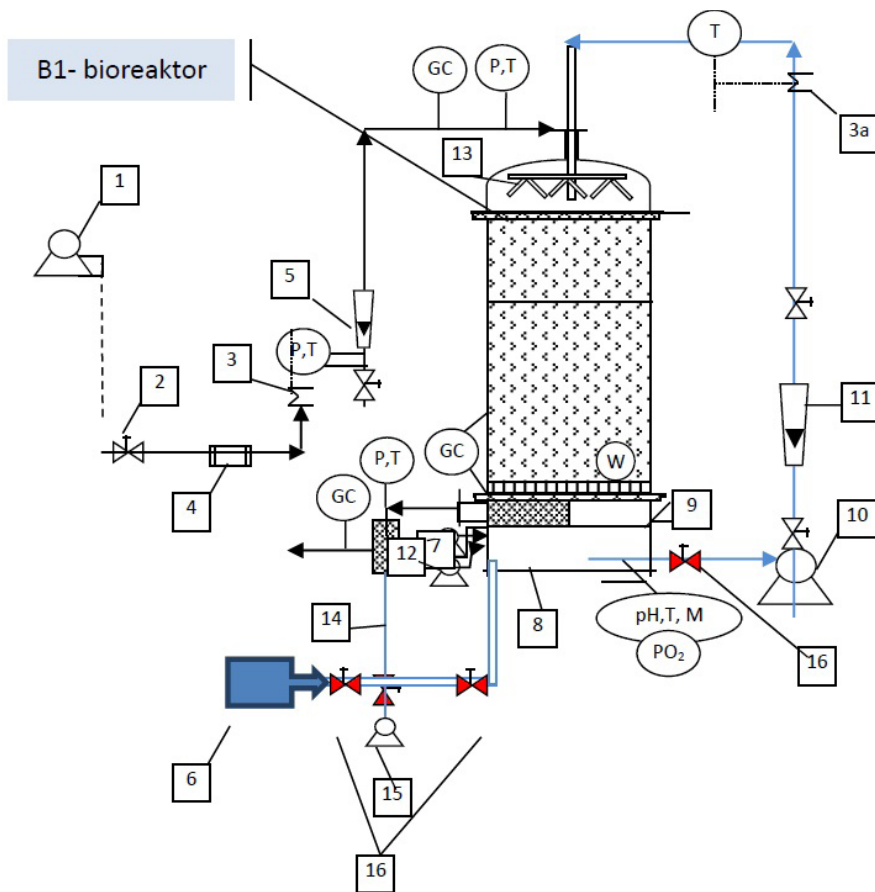 T
B1- bioreaktor
GC
P,T
3a
13
1
5
P,T
3
2
11
GC
P,T
W
4
GC
9
10
12
7
14
8
pH,T, M
PO₂
16
6
15
16